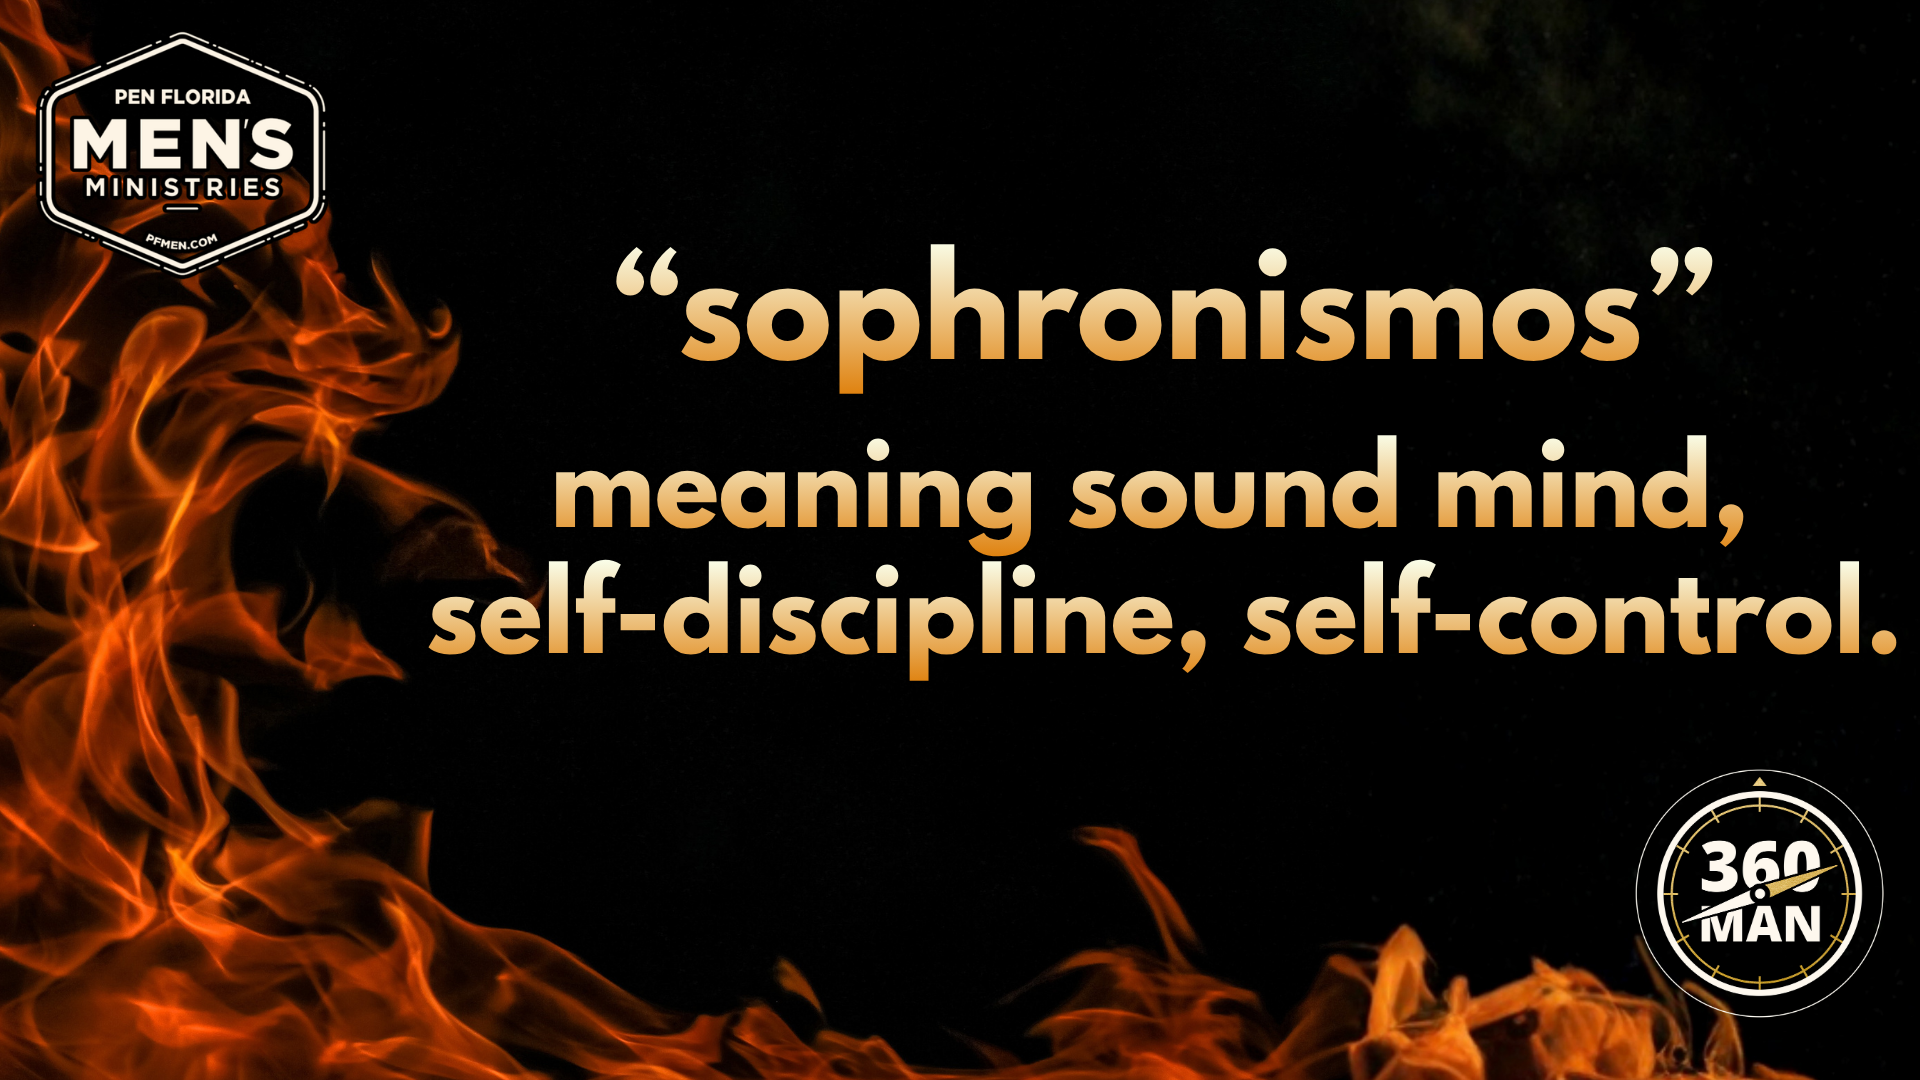 PEN FLORIDA
MEN'S
MINISTRIES
PFMEN.COM
“sophronismos”
meaning sound mind,
self-discipline, self-control.
360
MAN